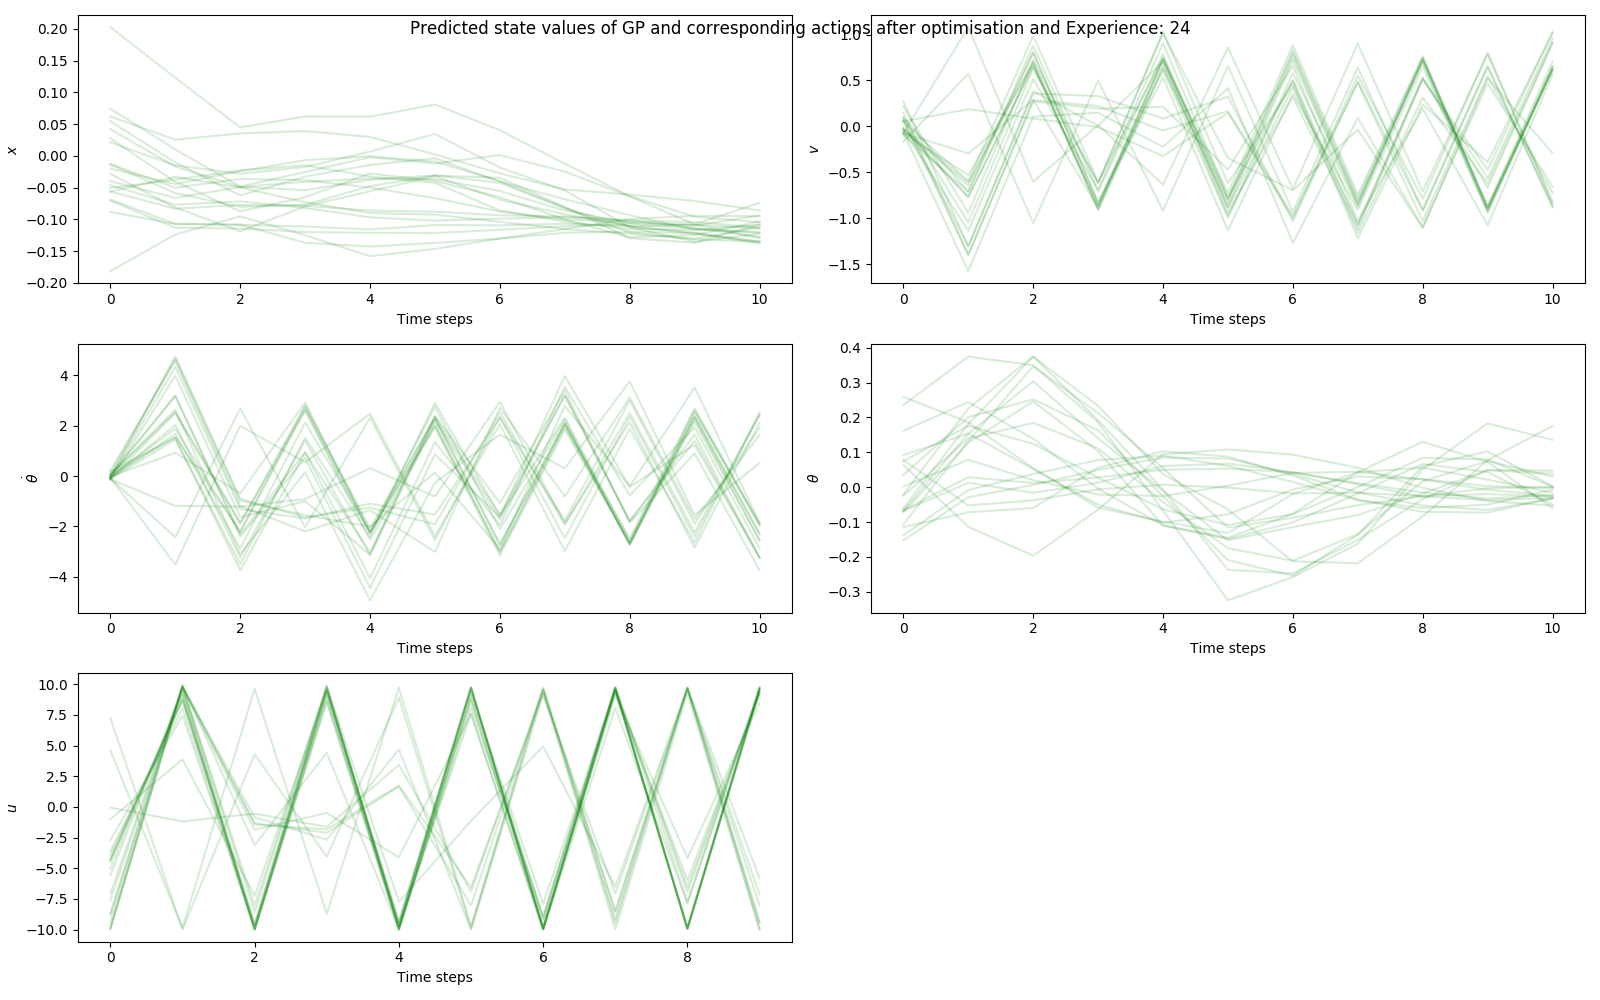 Predicted state values of GP and corresponding actions after optimisation and Experience: 24
0.20
0.15
0.10
0.05
0.00
−0.05
−0.10
−0.15
−0.20
x
0 2 4 6 8 10
Time steps
1.0
0.5
0.0
−0.5
−1.0
−1.5
v
0 2 4 6 8 10
Time steps
4
2
0
−2
−4
θ̇
0 2 4 6 8 10
Time steps
0.4
0.3
0.2
0.1
0.0
−0.1
−0.2
−0.3
θ
0 2 4 6 8 10
Time steps
10.0
7.5
5.0
2.5
0.0
−2.5
−5.0
−7.5
−10.0
u
0 2 4 6 8
Time steps